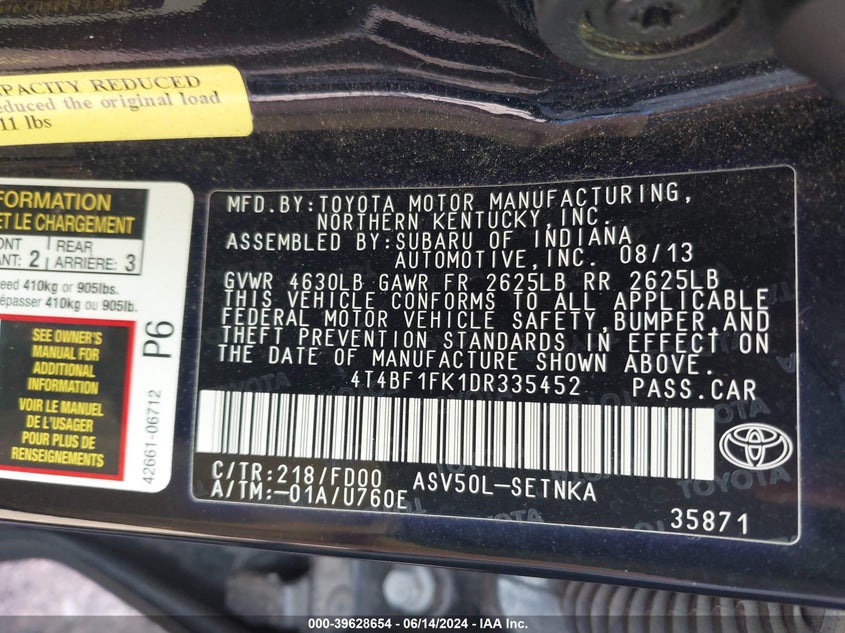 PACITY REDUCED
educed the original load
11 lbs
FORMATION
ET LE CHARGEMENT
ONT
ANT: 2
REAR
ARRIÈRE: 3
eed 410kg or 905lbs.
épasser 410kg ou 905lb.
SEE OWNER'S
MANUAL FOR
ADDITIONAL
INFORMATION
VOIR LE MANUEL
DE L'USAGER
POUR PLUS DE
RENSEIGNEMENTS
P6
42661-06712
MFD.BY:TOYOTA MOTOR MANUFACTURING,
NORTHERN KENTUCKY,INC.
ASSEMBLED BY:SUBARU OF INDIANA
AUTOMOTIVE,INC. 08/13
GVWR 4630LB GAWR FR 2625LB RR 2625LB
THIS VEHICLE CONFORMS TO ALL APPLICABLE
FEDERAL MOTOR VEHICLE SAFETY,BUMPER,AND
THEFT PREVENTION STANDARDS IN EFFECT ON
THE DATE OF MANUFACTURE SHOWN ABOVE.
4T4BF1FK1DR335452 PASS.CAR
C/TR:218/FD00 ASV50L-SETNKA
A/TM:-01A/U760E
35871
000-39628654 / 06/14/2024 - IAA Inc.